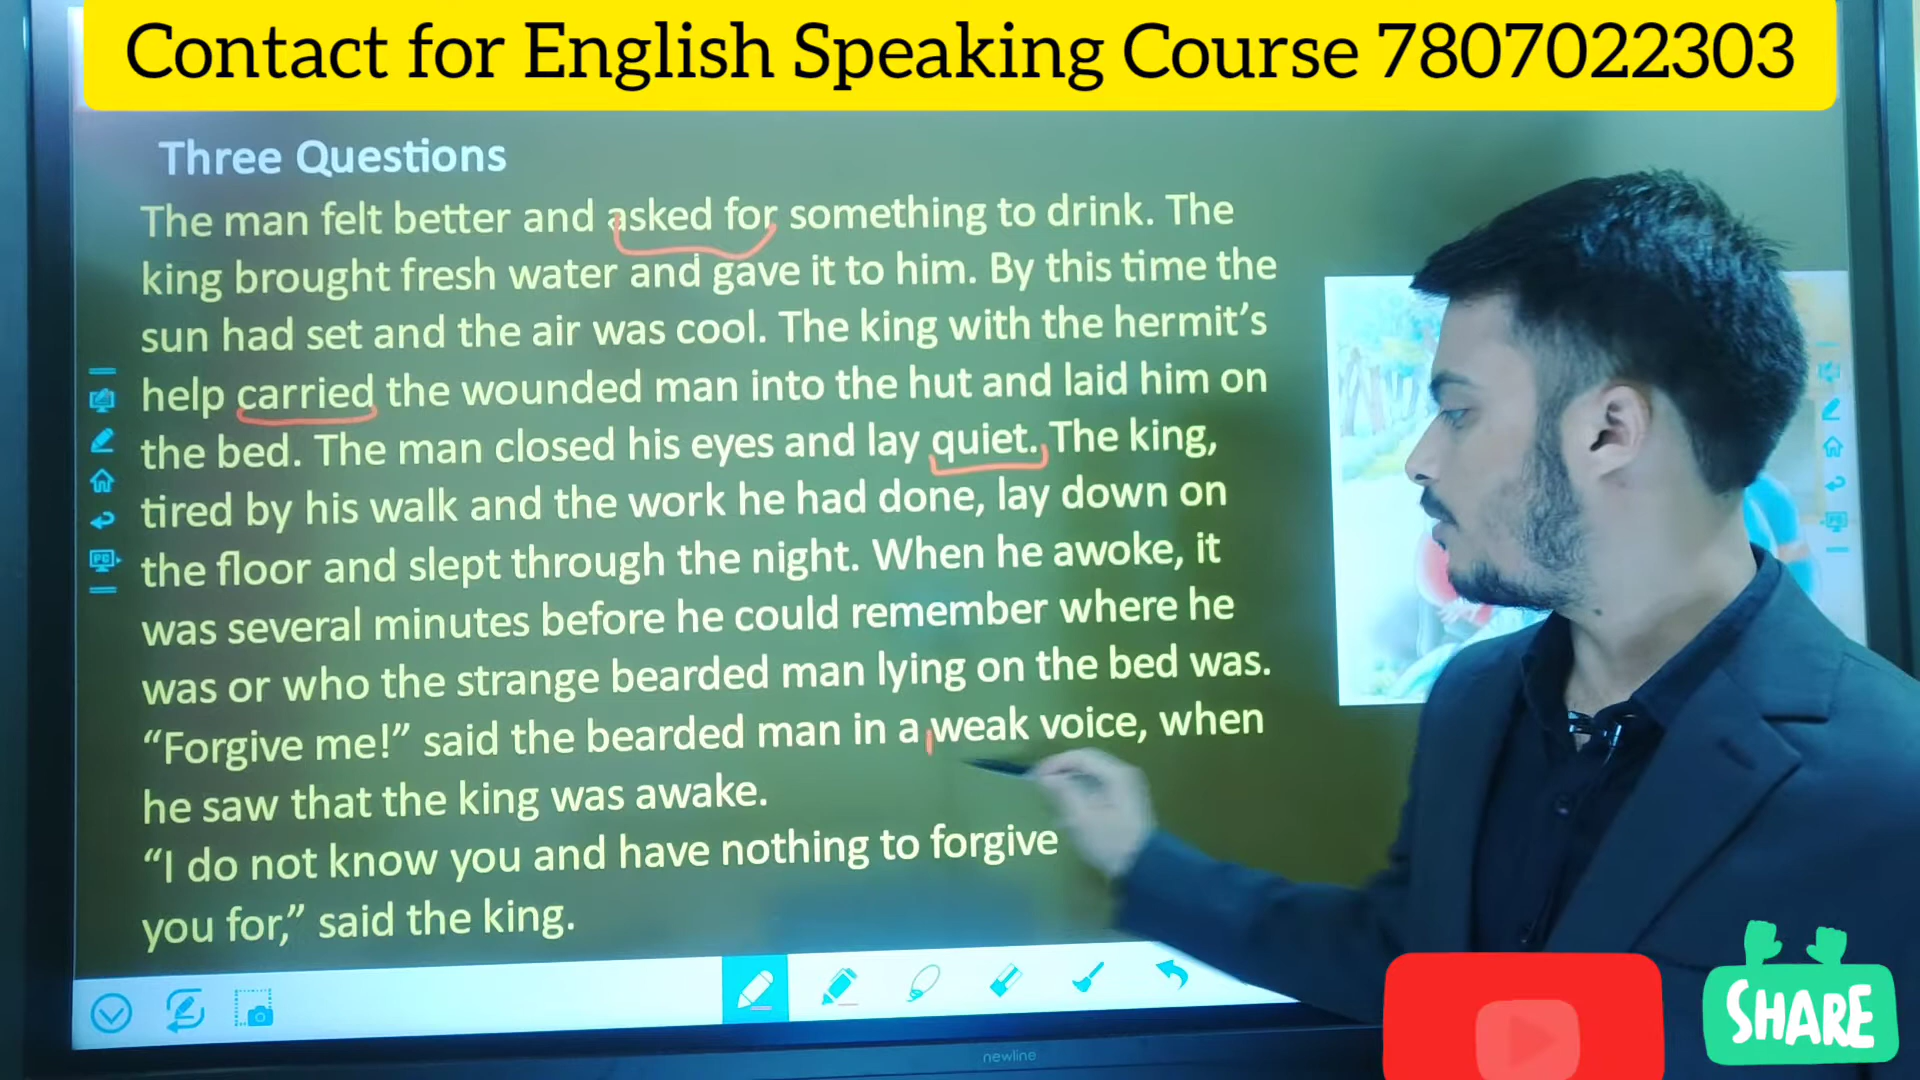 Contact for English Speaking Course 7807022303
Three Questions
The man felt better and asked for something to drink. The
king brought fresh water and gave it to him. By this time the
sun had set and the air was cool. The king with the hermit's
help carried the wounded man into the hut and laid him on
the bed. The man closed his eyes and lay quiet. The king,
tired by his walk and the work he had done, lay down on
the floor and slept through the night. When he awoke, it
was several minutes before he could remember where he
was or who the strange bearded man lying on the bed was.
“Forgive me!” said the bearded man in a weak voice, when
he saw that the king was awake.
“I do not know you and have nothing to forgive
you for,” said the king.
PC
PC
newline
SHARE